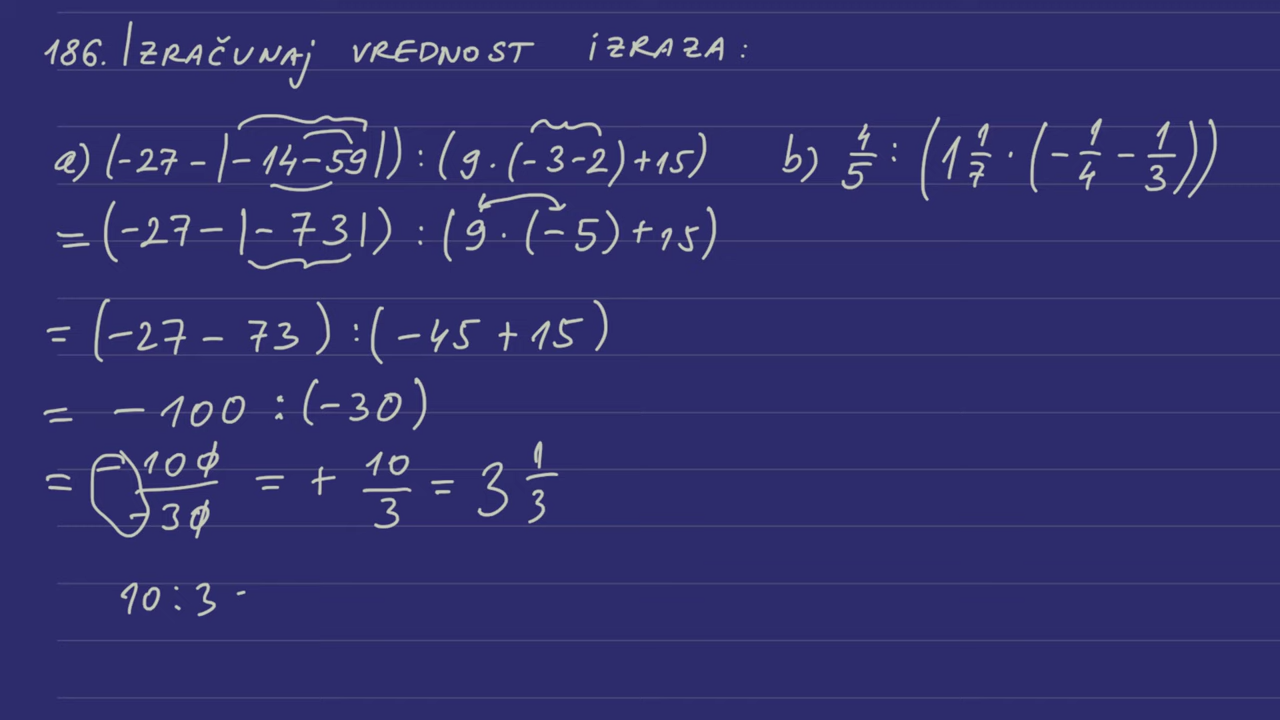 186. IZRAČUNAj VREDNOST iZRAZA:
a) (-27 - |-14-59|) : (9 · (-3-2)+15) b) 4/5 : (1 1/7 · (-1/4 - 1/3))
= (-27 - |-73|) : (9 · (-5) + 15)
= (-27 - 73) : (-45 + 15)
= -100 : (-30)
= -100/-30 = + 10/3 = 3 1/3
10 : 3 -